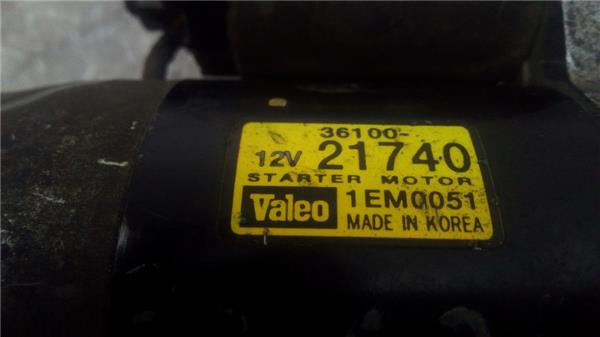 36100-
12V 21740
STARTER MOTOR
Valeo 1EM0051
MADE IN KOREA